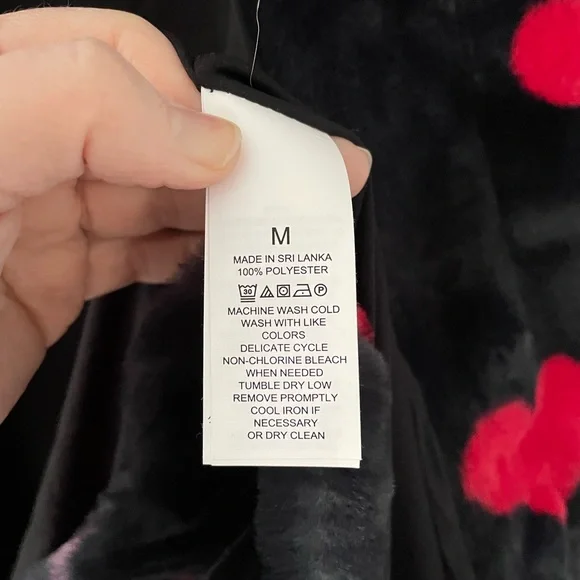 M
MADE IN SRI LANKA
100% POLYESTER
30 P
MACHINE WASH COLD
WASH WITH LIKE
COLORS
DELICATE CYCLE
NON-CHLORINE BLEACH
WHEN NEEDED
TUMBLE DRY LOW
REMOVE PROMPTLY
COOL IRON IF
NECESSARY
OR DRY CLEAN